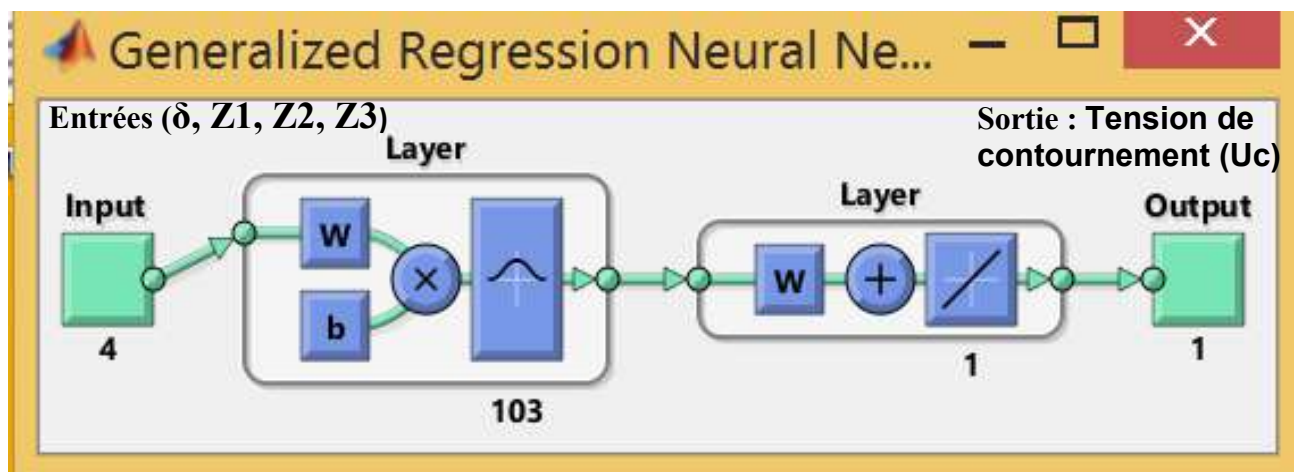 Generalized Regression Neural Ne...
Entrées (δ, Z1, Z2, Z3)
Sortie : Tension de
contournement (Uc)
Layer
Layer
Input
Output
W
b
W
4
103
1
1